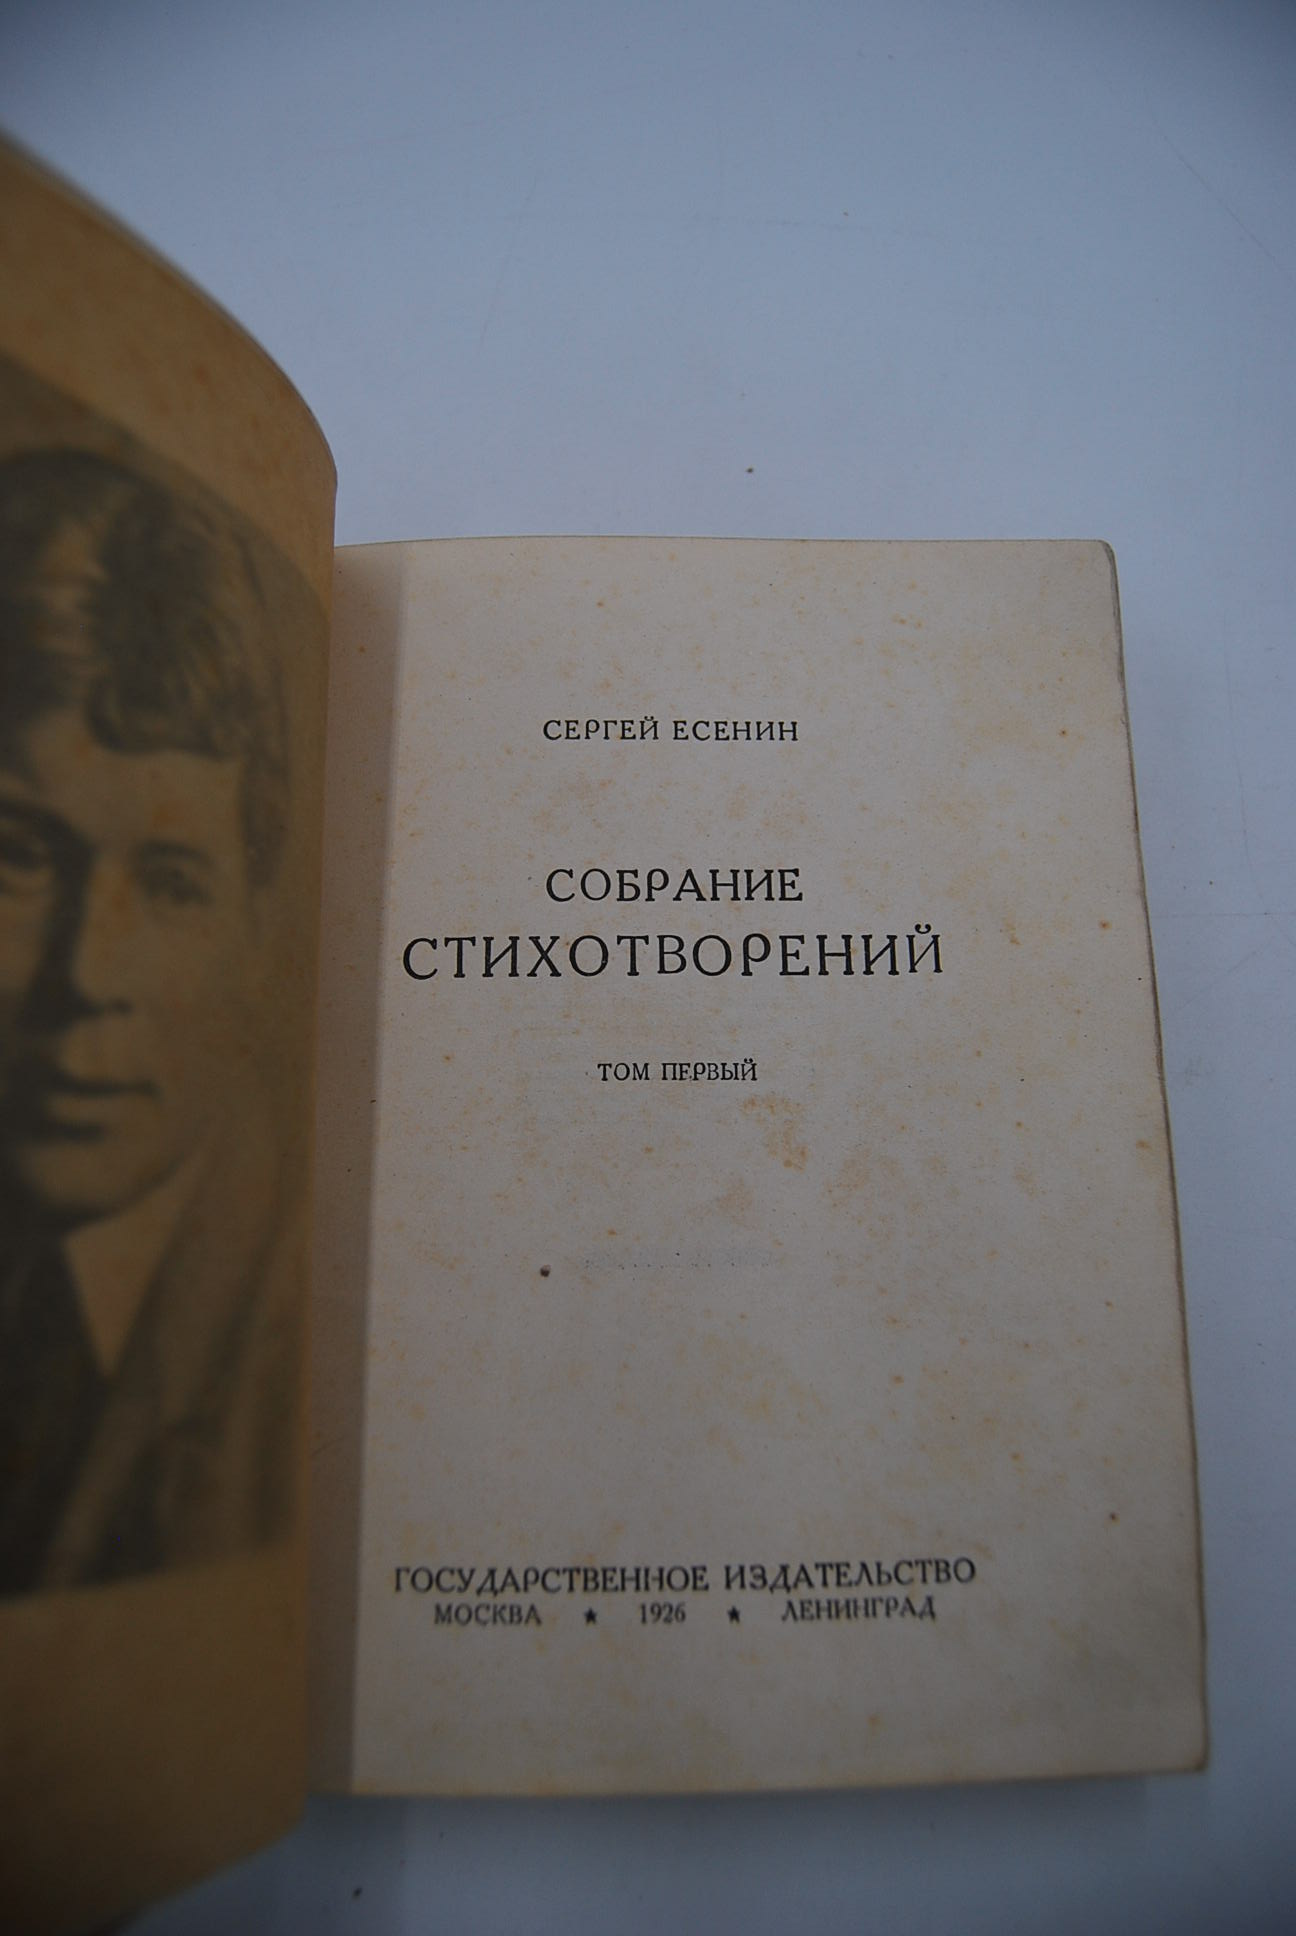 СЕРГЕЙ ЕСЕНИН
СОБРАНИЕ
СТИХОТВОРЕНИЙ
ТОМ ПЕРВЫЙ
ГОСУДАРСТВЕННОЕ ИЗДАТЕЛЬСТВО
МОСКВА ★ 1926 ★ ЛЕНИНГРАД